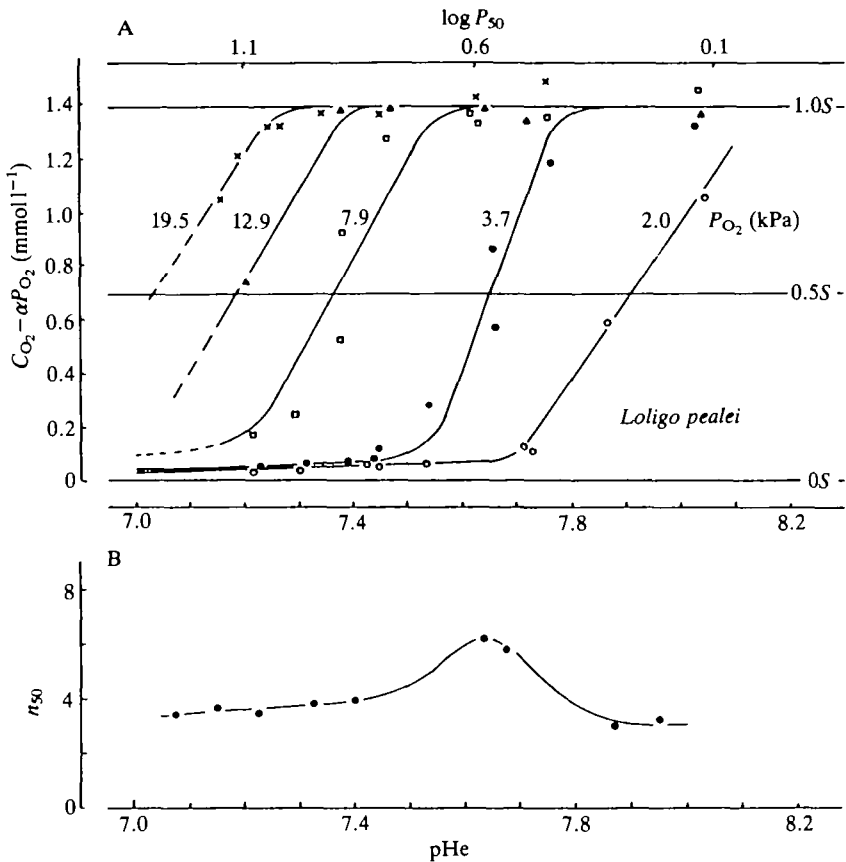 A
log P50
1.1 0.6 0.1
CO2 − αPO2 (mmol l−1)
1.4
1.2
1.0
0.8
0.6
0.4
0.2
0
1.0S
19.5 12.9 7.9 3.7 2.0 PO2 (kPa)
0.5S
Loligo pealei
0S
7.0 7.4 7.8 8.2
B
n50
8
4
0
7.0 7.4 7.8 8.2
pHe